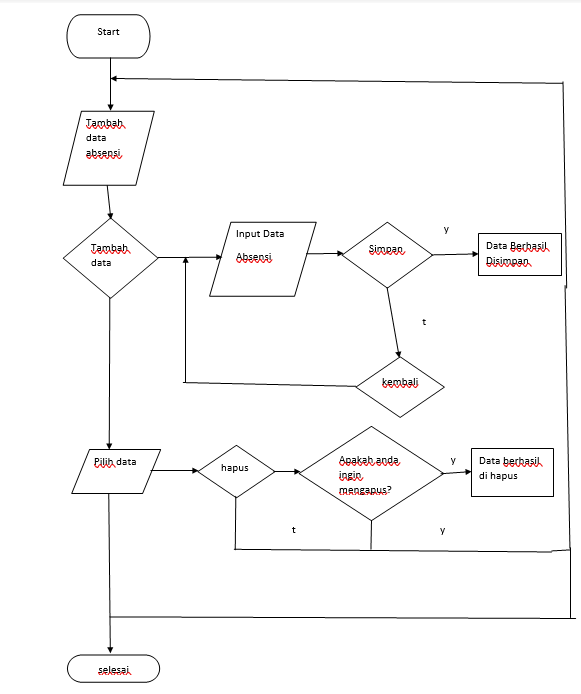 Start
Tambah
data
absensi
Tambah
data
Input Data
Absensi
Simpan
y
Data Berhasil
Disimpan
t
kembali
Pilih data
hapus
Apakah anda
ingin
mengapus?
y
Data berhasil
di hapus
t
y
selesai